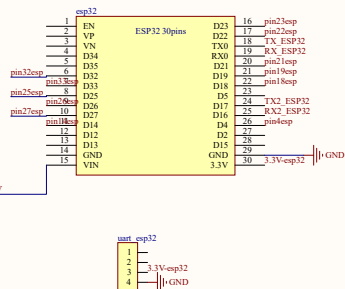 esp32
ESP32 30pins
1 EN D23 16 pin23esp
2 VP D22 17 pin22esp
3 VN TX0 18 TX_ESP32
4 D34 RX0 19 RX_ESP32
5 D35 D21 20 pin21esp
pin32esp 6 D32 D19 21 pin19esp
pin33esp 7 D33 D18 22 pin18esp
pin25esp 8 D25 D5 23
pin26esp 9 D26 D17 24 TX2_ESP32
pin27esp 10 D27 D16 25 RX2_ESP32
11 D14 D4 26 pin4esp
12 D12 D2 27
13 D13 D15 28
14 GND GND 29 GND
15 VIN 3.3V 30 3.3V-esp32
uart_esp32
1
2
3 3.3V-esp32
4 GND